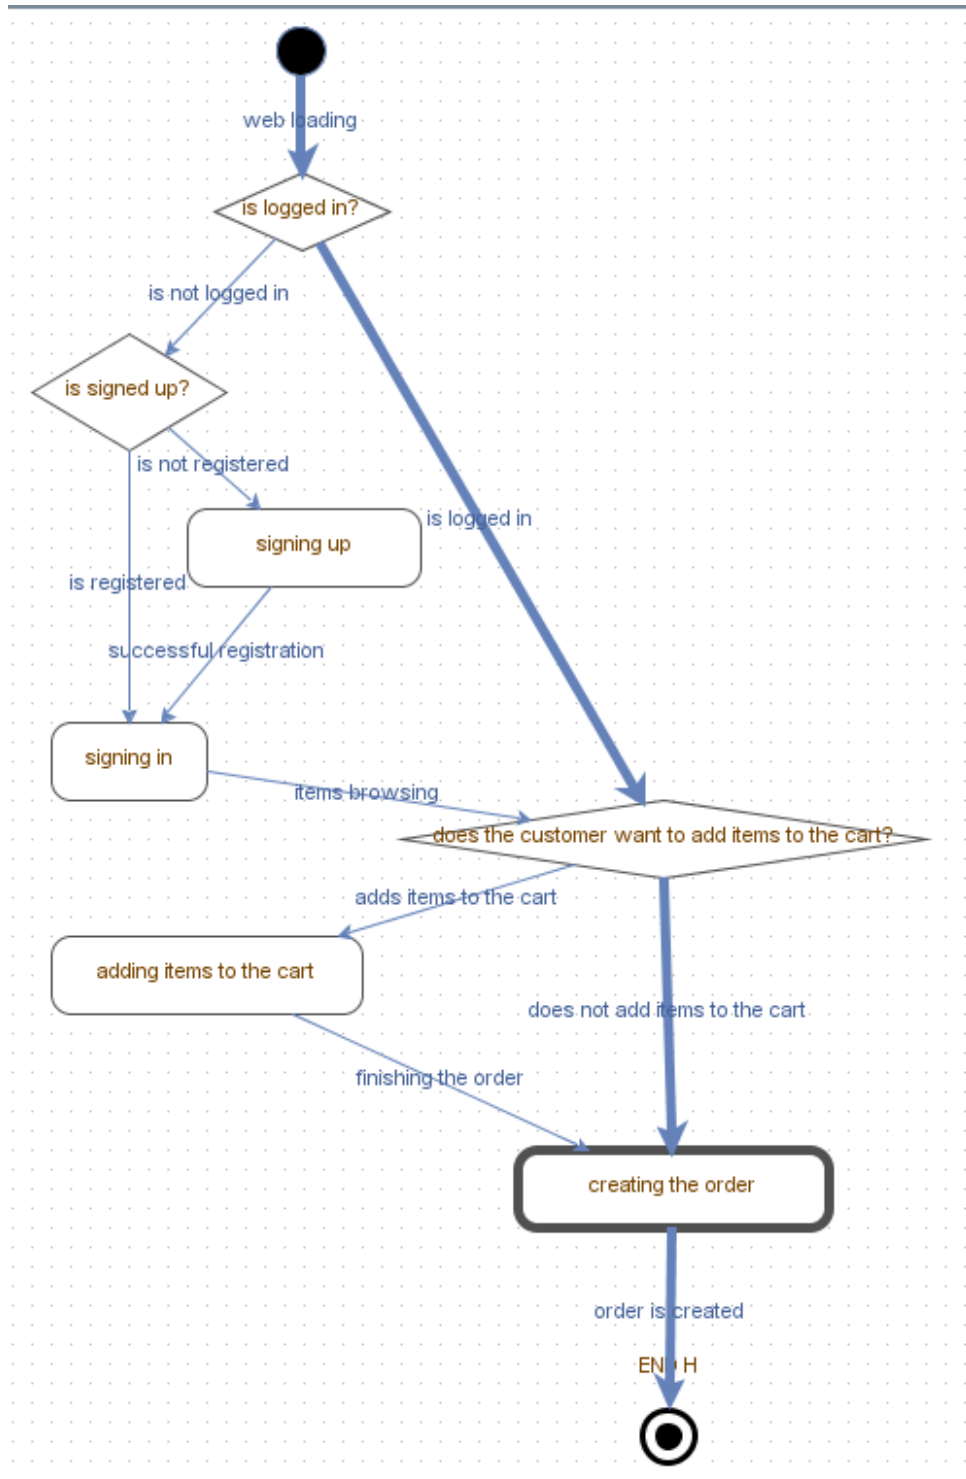 web loading
is logged in?
is not logged in
is signed up?
is not registered
is logged in
signing up
is registered
successful registration
signing in
items browsing
does the customer want to add items to the cart?
adds items to the cart
adding items to the cart
does not add items to the cart
finishing the order
creating the order
order is created
END H